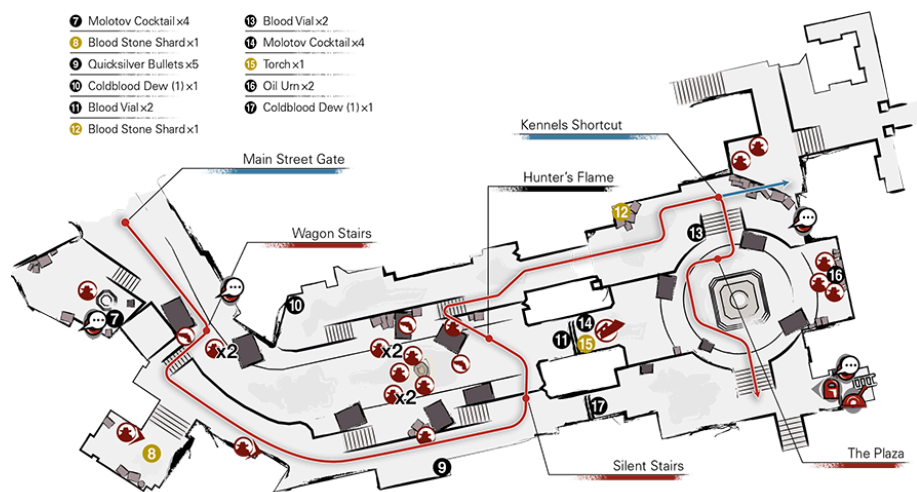 7 Molotov Cocktail x4
8 Blood Stone Shard x1
9 Quicksilver Bullets x5
10 Coldblood Dew (1) x1
11 Blood Vial x2
12 Blood Stone Shard x1
13 Blood Vial x2
14 Molotov Cocktail x4
15 Torch x1
16 Oil Urn x2
17 Coldblood Dew (1) x1
Kennels Shortcut
Main Street Gate
Hunter's Flame
12
Wagon Stairs
13
16
10
7
14
11
15
x2
x2
x2
17
8
The Plaza
9
Silent Stairs